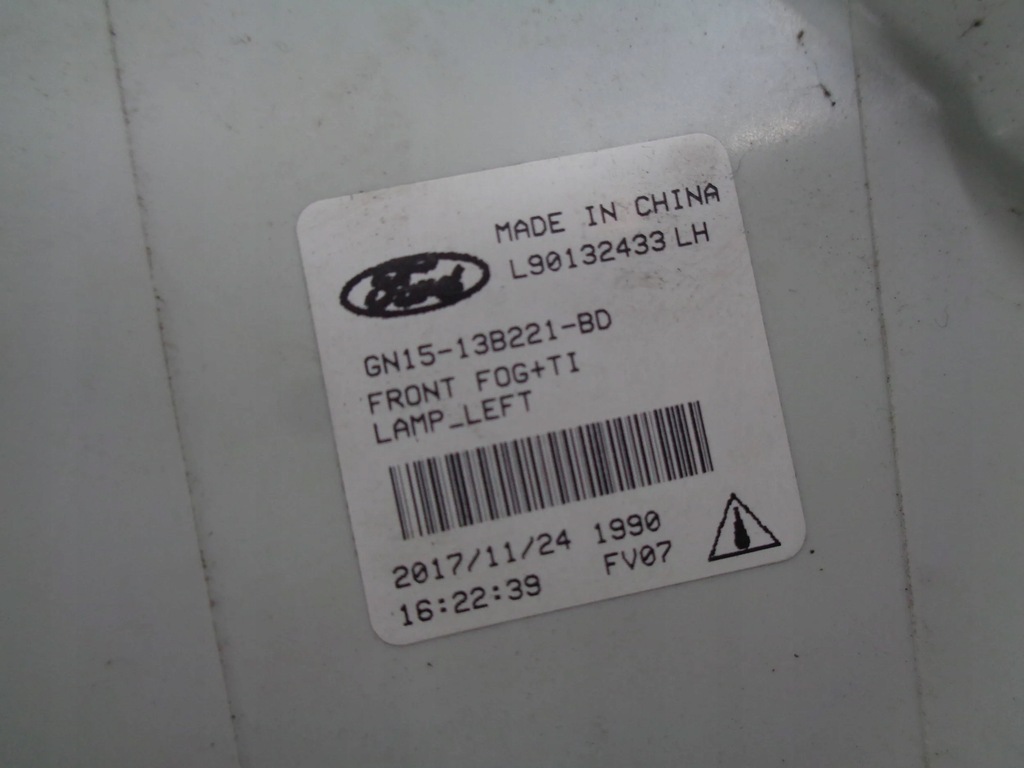 MADE IN CHINA
L90132433 LH
Ford
GN15-13B221-BD
FRONT FOG+TI
LAMP_LEFT
2017/11/24 1990
16:22:39 FV07